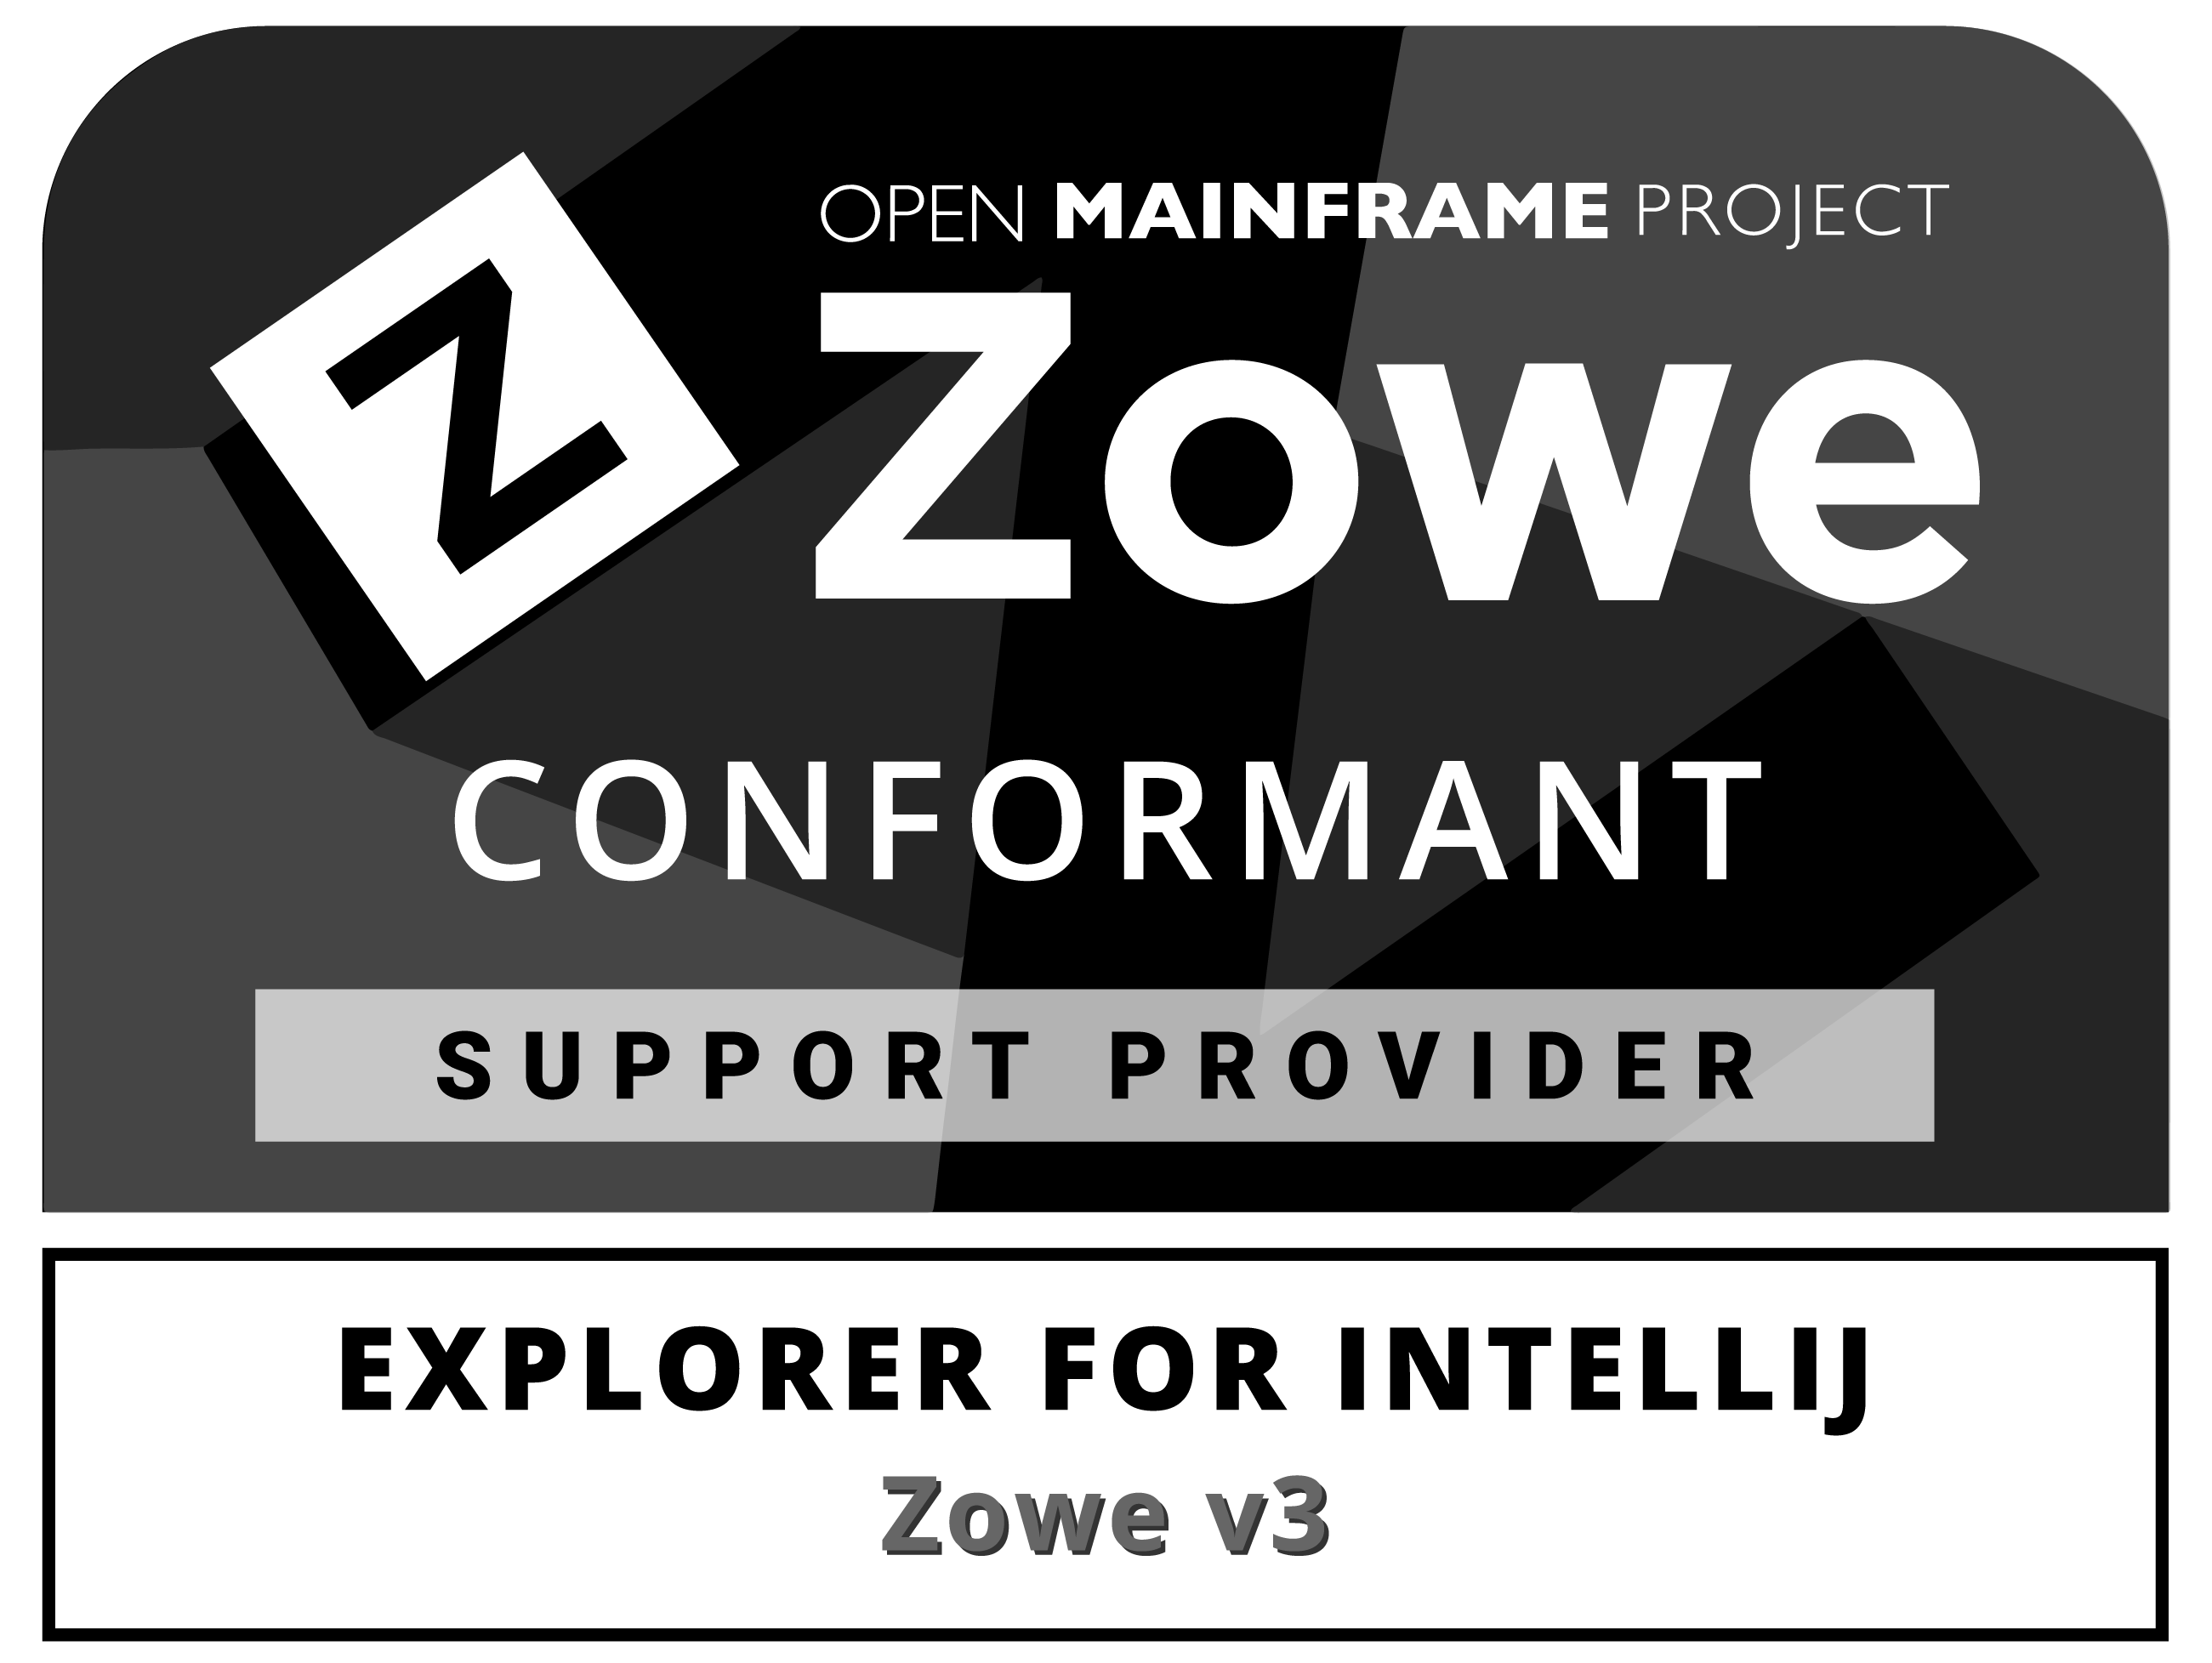 OPEN MAINFRAME PROJECT
Z
Zowe
CONFORMANT
SUPPORT PROVIDER
EXPLORER FOR INTELLIJ
Zowe v3